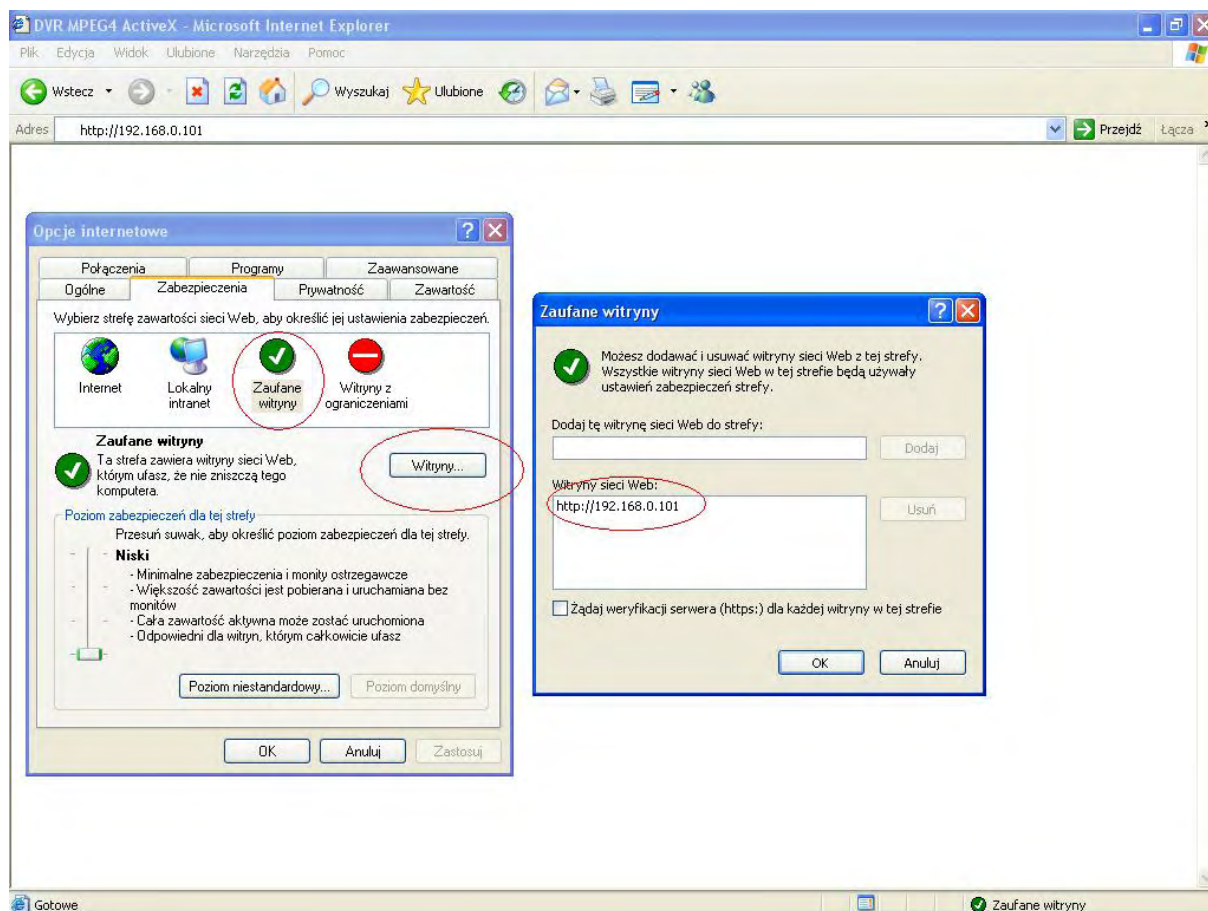 DVR MPEG4 ActiveX - Microsoft Internet Explorer
Plik Edycja Widok Ulubione Narzędzia Pomoc
Wstecz Wyszukaj Ulubione
Adres http://192.168.0.101 Przejdź Łącza
Opcje internetowe
Połączenia Programy Zaawansowane
Ogólne Zabezpieczenia Prywatność Zawartość
Wybierz strefę zawartości sieci Web, aby określić jej ustawienia zabezpieczeń.
Internet
Lokalny
intranet
Zaufane
witryny
Witryny z
ograniczeniami
Zaufane witryny
Ta strefa zawiera witryny sieci Web,
którym ufasz, że nie zniszczą tego
komputera.
Witryny...
Poziom zabezpieczeń dla tej strefy
Przesuń suwak, aby określić poziom zabezpieczeń dla tej strefy.
Niski
- Minimalne zabezpieczenia i monity ostrzegawcze
- Większość zawartości jest pobierana i uruchamiana bez
monitów
- Cała zawartość aktywna może zostać uruchomiona
- Odpowiedni dla witryn, którym całkowicie ufasz
Poziom niestandardowy... Poziom domyślny
OK Anuluj Zastosuj
Zaufane witryny
Możesz dodawać i usuwać witryny sieci Web z tej strefy.
Wszystkie witryny sieci Web w tej strefie będą używały
ustawień zabezpieczeń strefy.
Dodaj tę witrynę sieci Web do strefy:
Dodaj
Witryny sieci Web:
http://192.168.0.101
Usuń
Żądaj weryfikacji serwera (https:) dla każdej witryny w tej strefie
OK Anuluj
Gotowe Zaufane witryny